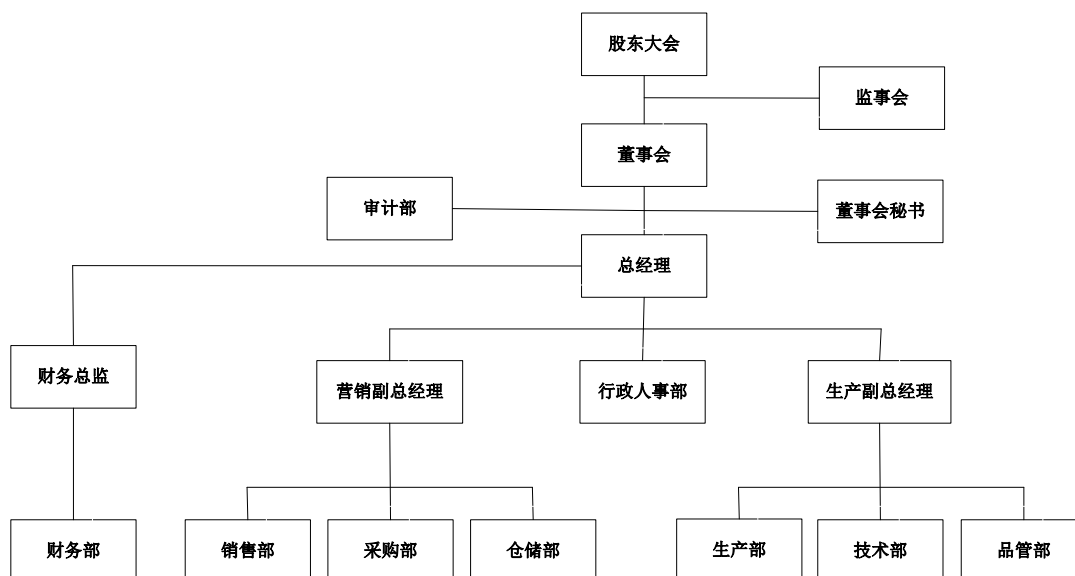 股东大会
监事会
董事会
审计部
董事会秘书
总经理
财务总监
营销副总经理
行政人事部
生产副总经理
财务部
销售部
采购部
仓储部
生产部
技术部
品管部